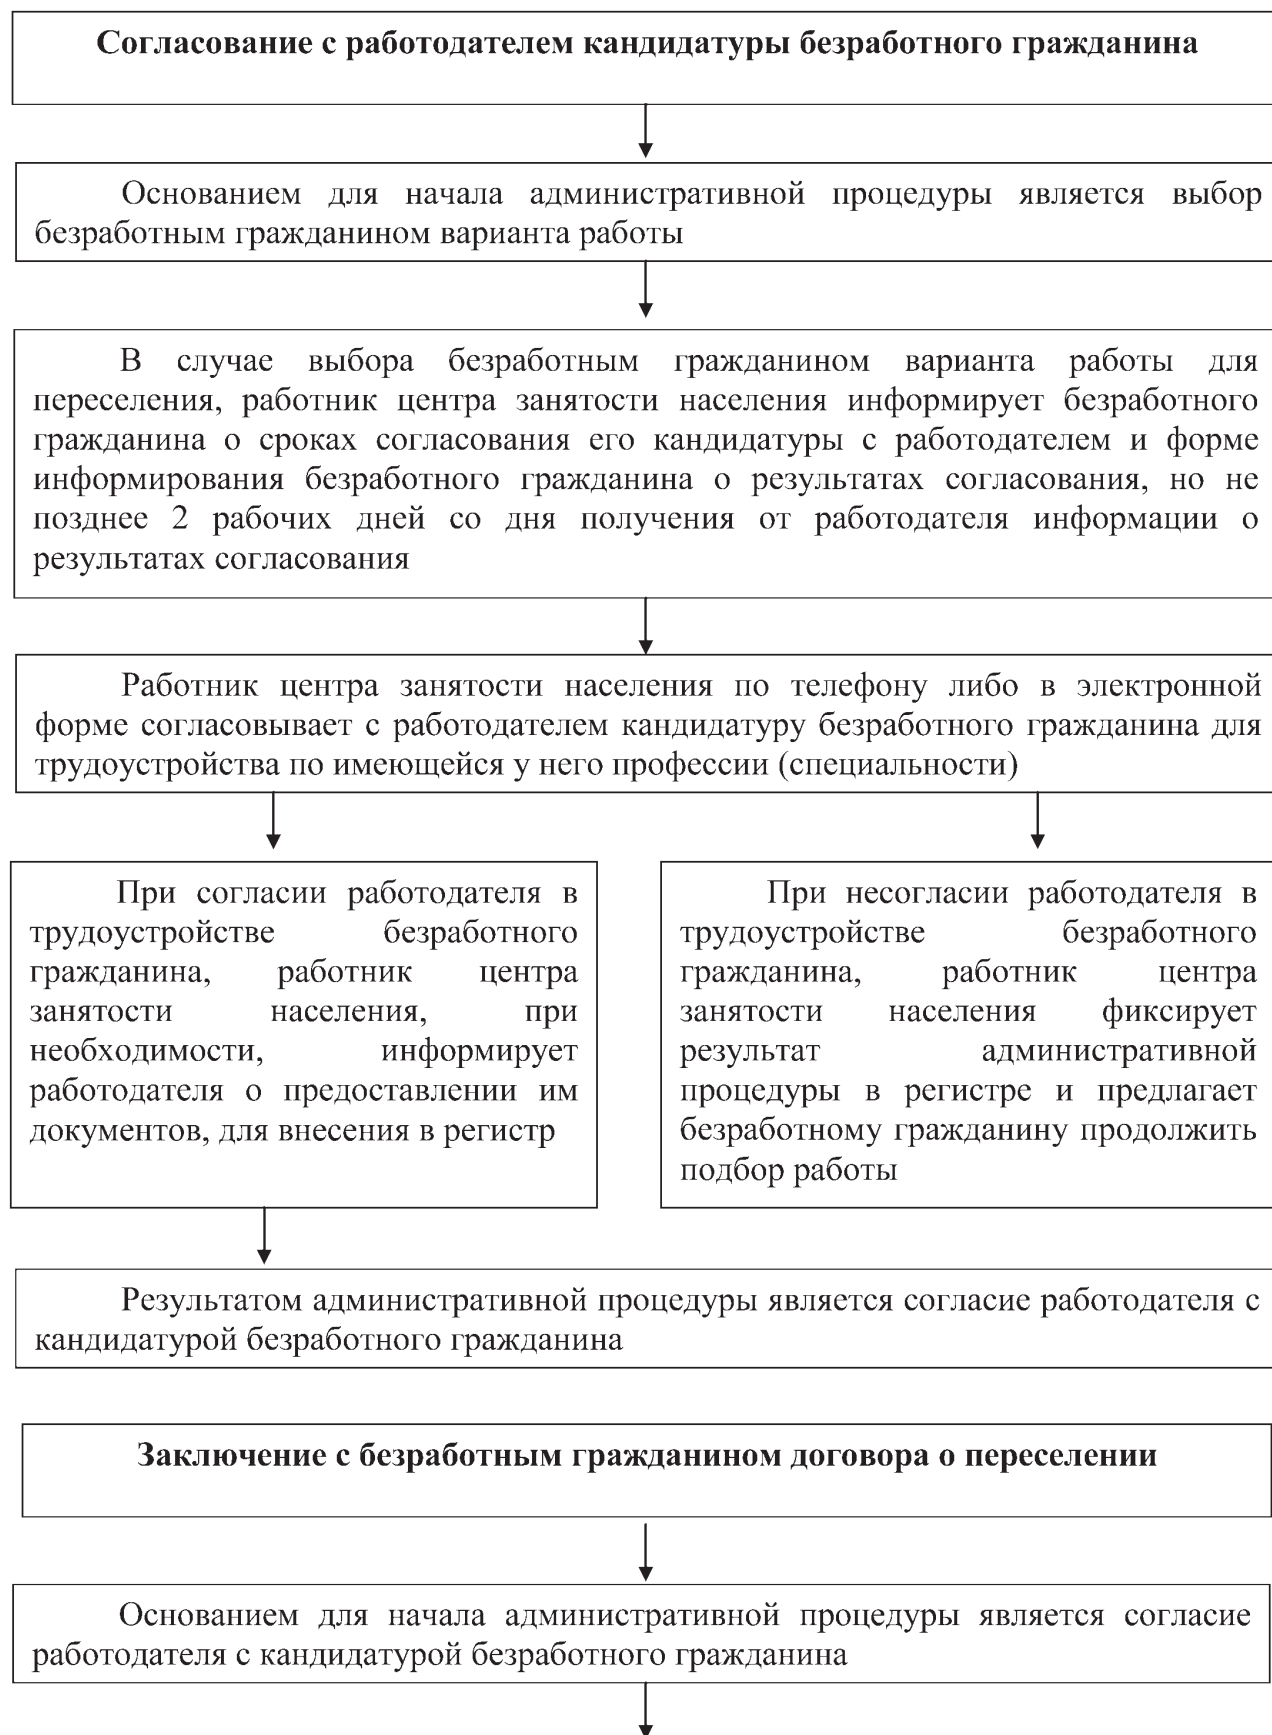 Согласование с работодателем кандидатуры безработного гражданина
Основанием для начала административной процедуры является выбор
безработным гражданином варианта работы
В случае выбора безработным гражданином варианта работы для
переселения, работник центра занятости населения информирует безработного
гражданина о сроках согласования его кандидатуры с работодателем и форме
информирования безработного гражданина о результатах согласования, но не
позднее 2 рабочих дней со дня получения от работодателя информации о
результатах согласования
Работник центра занятости населения по телефону либо в электронной
форме согласовывает с работодателем кандидатуру безработного гражданина для
трудоустройства по имеющейся у него профессии (специальности)
При согласии работодателя в
трудоустройстве безработного
гражданина, работник центра
занятости населения, при
необходимости, информирует
работодателя о предоставлении им
документов, для внесения в регистр
При несогласии работодателя в
трудоустройстве безработного
гражданина, работник центра
занятости населения фиксирует
результат административной
процедуры в регистре и предлагает
безработному гражданину продолжить
подбор работы
Результатом административной процедуры является согласие работодателя с
кандидатурой безработного гражданина
Заключение с безработным гражданином договора о переселении
Основанием для начала административной процедуры является согласие
работодателя с кандидатурой безработного гражданина